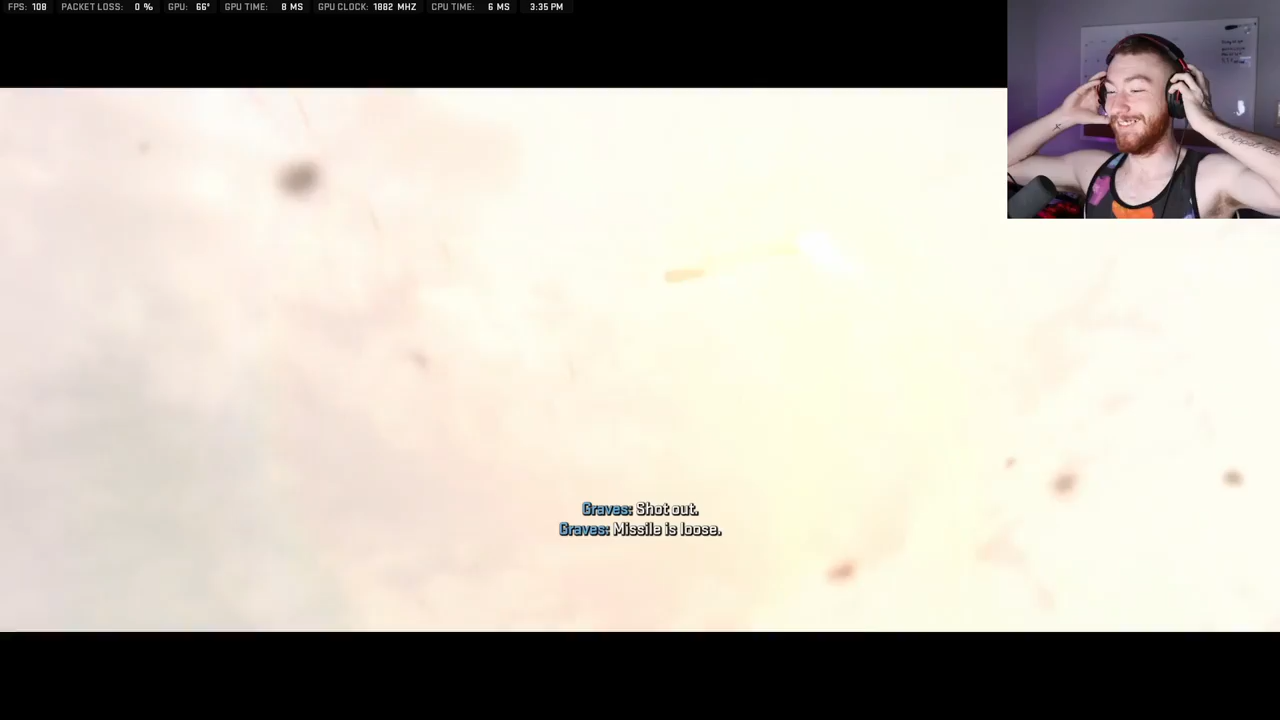 FPS: 108 PACKET LOSS: 0 % GPU: 66° GPU TIME: 8 MS GPU CLOCK: 1882 MHZ CPU TIME: 6 MS 3:35 PM
Graves: Shot out.
Graves: Missile is loose.